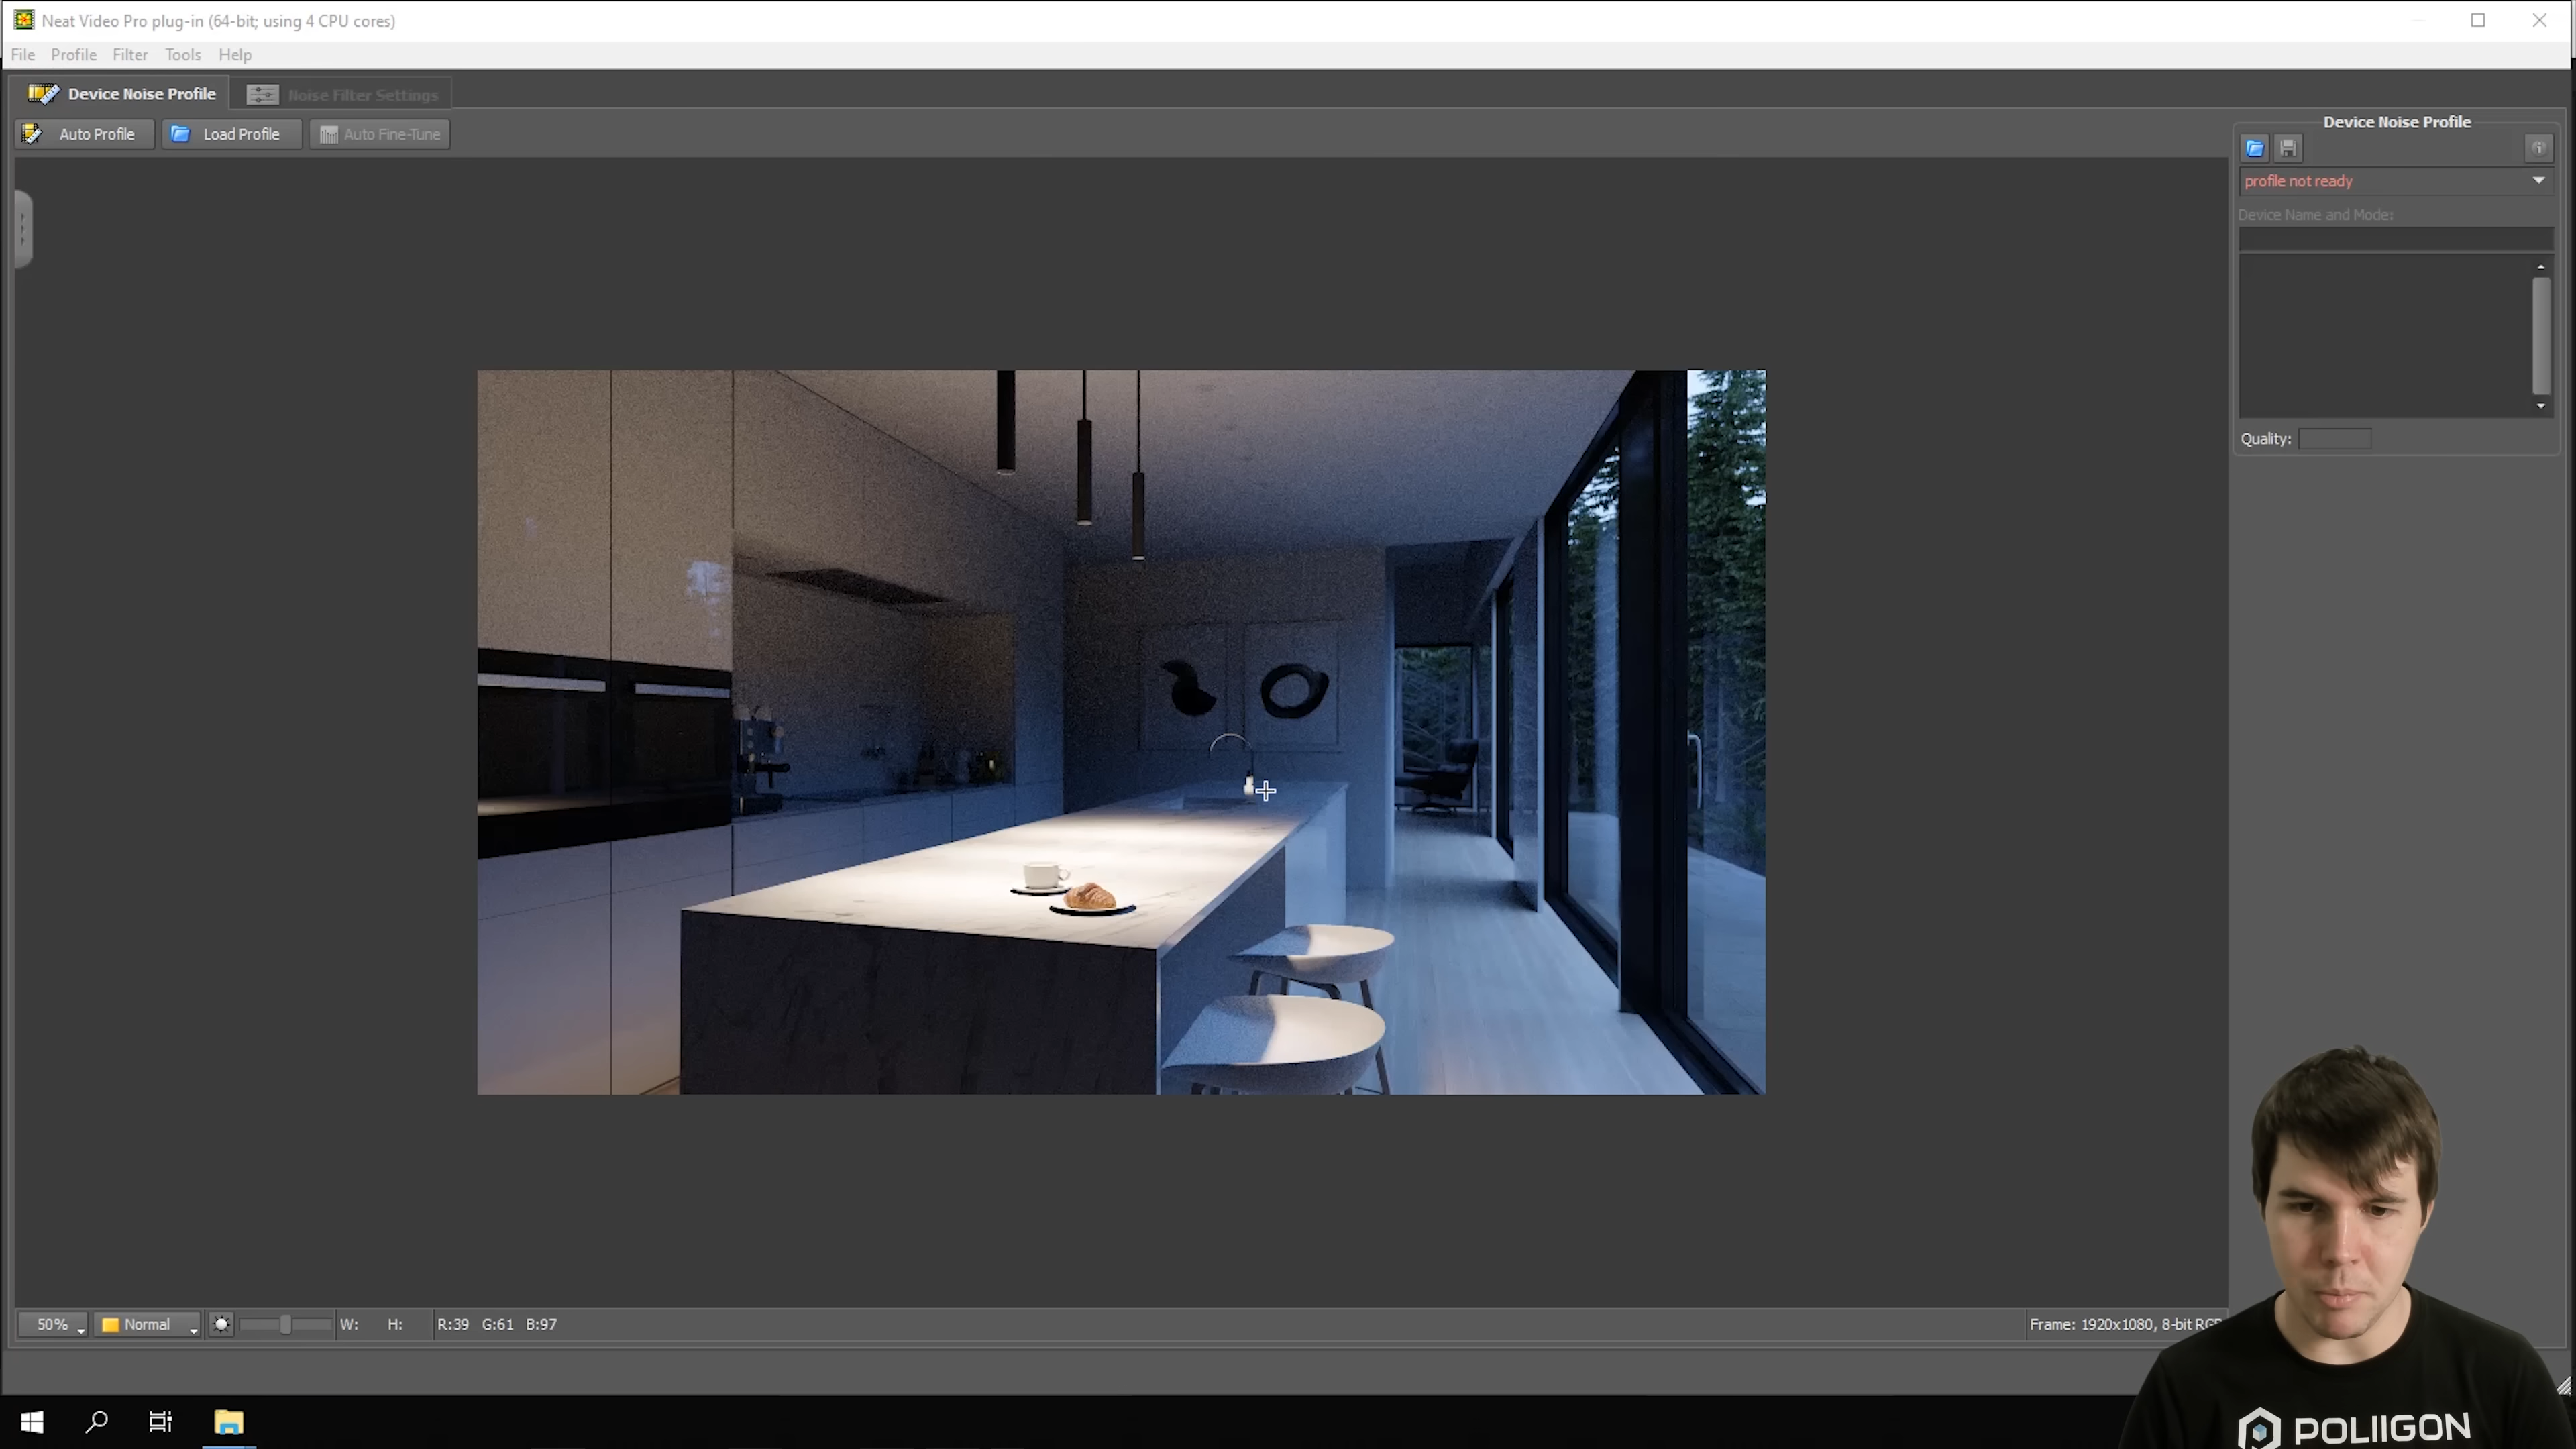 Neat Video Pro plug-in (64-bit; using 4 CPU cores)
File Profile Filter Tools Help
Device Noise Profile
Noise Filter Settings
Auto Profile
Load Profile
Auto Fine-Tune
Device Noise Profile
profile not ready
Device Name and Mode:
Quality:
50%
Normal
W: H: R:39 G:61 B:97
Frame: 1920x1080, 8-bit RGB
POLIIGON